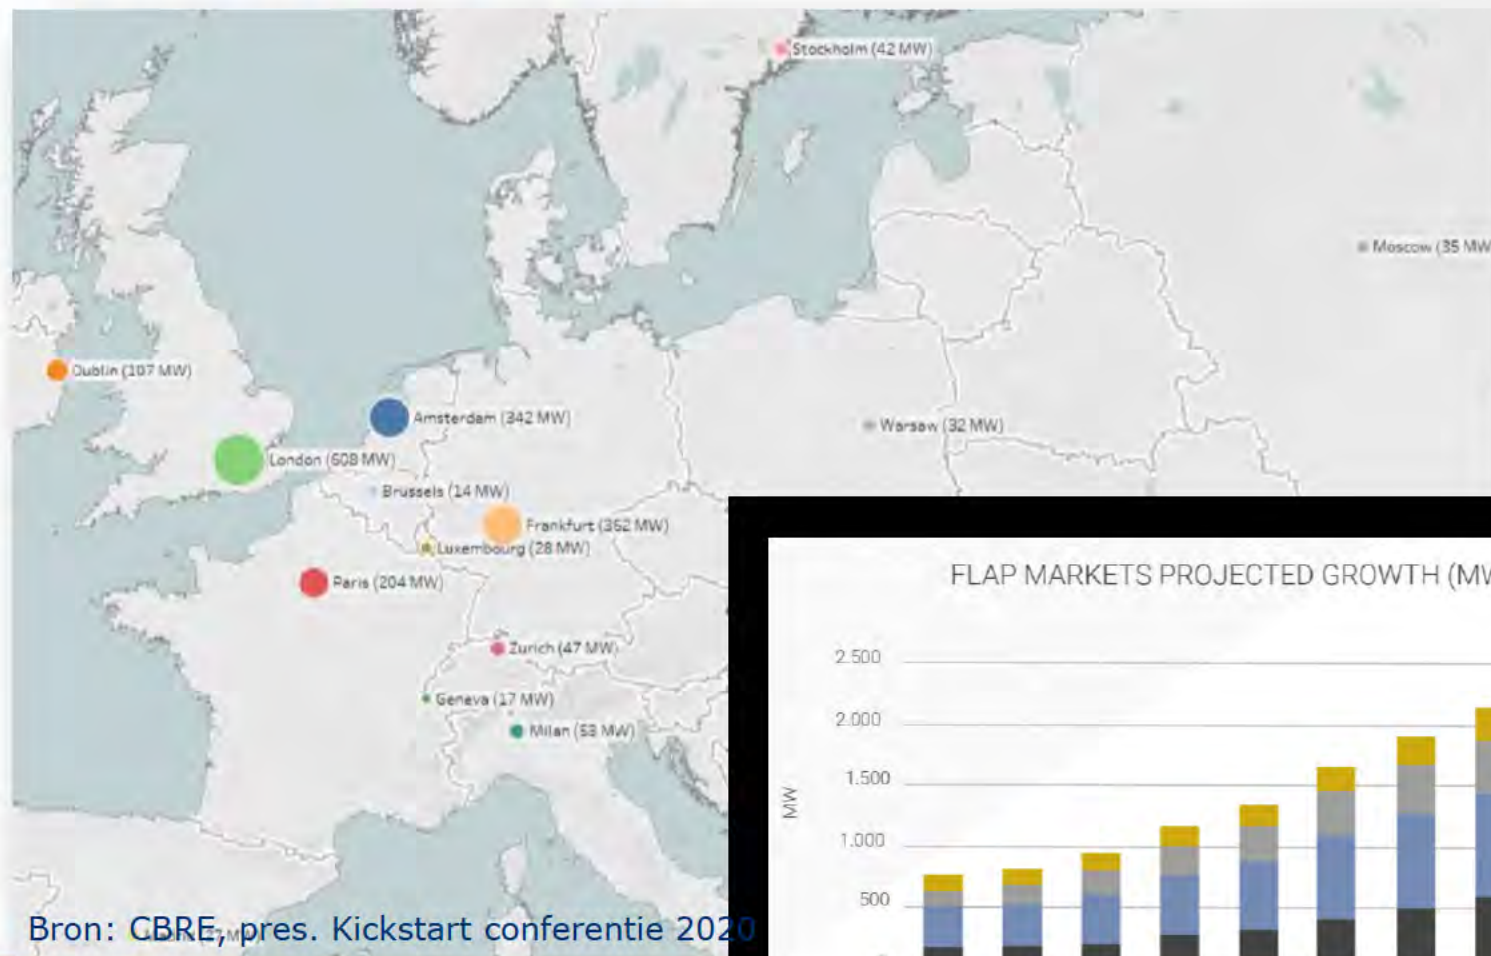 Stockholm (42 MW)
Moscow (35 MW
Dublin (107 MW)
Amsterdam (342 MW)
Warsaw (32 MW)
London (608 MW)
Brussels (14 MW)
Frankfurt (362 MW)
Luxembourg (28 MW)
Paris (204 MW)
Zurich (47 MW)
Geneva (17 MW)
Milan (53 MW)
Bron: CBRE, pres. Kickstart conferentie 2020
FLAP MARKETS PROJECTED GROWTH (MW
2.500
2.000
1.500
MW
1.000
500